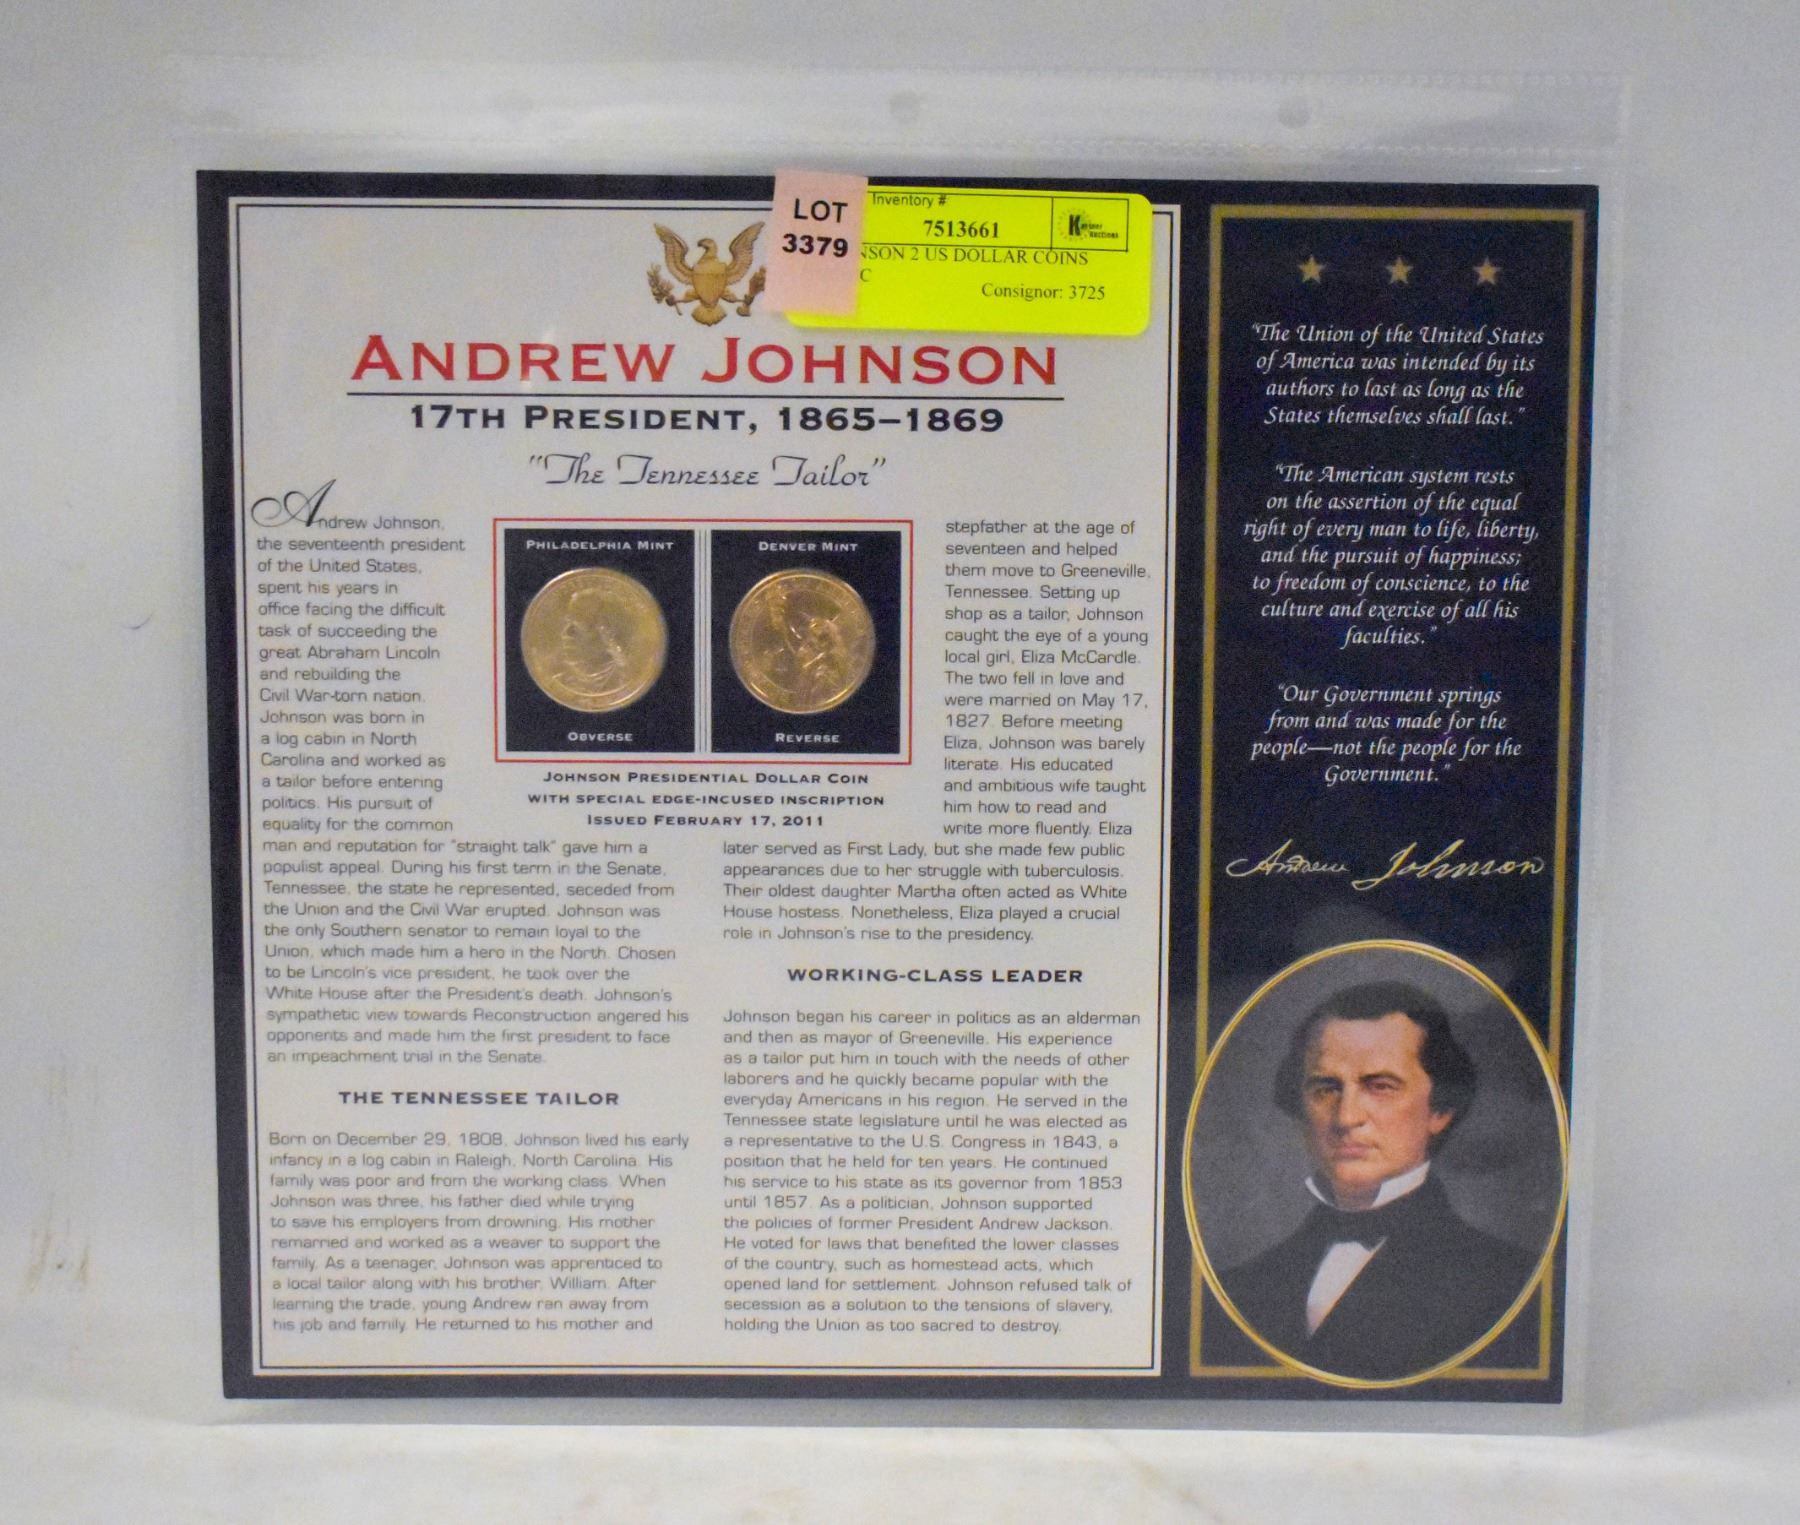 LOT
3379
Inventory #
7513661
Karsner Auctions
NSON 2 US DOLLAR COINS
C
Consignor: 3725
ANDREW JOHNSON
17TH PRESIDENT, 1865–1869
"The Tennessee Tailor"
Andrew Johnson,
the seventeenth president
of the United States,
spent his years in
office facing the difficult
task of succeeding the
great Abraham Lincoln
and rebuilding the
Civil War-torn nation.
Johnson was born in
a log cabin in North
Carolina and worked as
a tailor before entering
politics. His pursuit of
equality for the common
man and reputation for "straight talk" gave him a
populist appeal. During his first term in the Senate,
Tennessee, the state he represented, seceded from
the Union and the Civil War erupted. Johnson was
the only Southern senator to remain loyal to the
Union, which made him a hero in the North. Chosen
to be Lincoln's vice president, he took over the
White House after the President's death. Johnson's
sympathetic view towards Reconstruction angered his
opponents and made him the first president to face
an impeachment trial in the Senate.
THE TENNESSEE TAILOR
Born on December 29, 1808, Johnson lived his early
infancy in a log cabin in Raleigh, North Carolina. His
family was poor and from the working class. When
Johnson was three, his father died while trying
to save his employers from drowning. His mother
remarried and worked as a weaver to support the
family. As a teenager, Johnson was apprenticed to
a local tailor along with his brother, William. After
learning the trade, young Andrew ran away from
his job and family. He returned to his mother and
PHILADELPHIA MINT
OBVERSE
DENVER MINT
REVERSE
JOHNSON PRESIDENTIAL DOLLAR COIN
WITH SPECIAL EDGE-INCUSED INSCRIPTION
ISSUED FEBRUARY 17, 2011
stepfather at the age of
seventeen and helped
them move to Greeneville,
Tennessee. Setting up
shop as a tailor, Johnson
caught the eye of a young
local girl, Eliza McCardle.
The two fell in love and
were married on May 17,
1827. Before meeting
Eliza, Johnson was barely
literate. His educated
and ambitious wife taught
him how to read and
write more fluently. Eliza
later served as First Lady, but she made few public
appearances due to her struggle with tuberculosis.
Their oldest daughter Martha often acted as White
House hostess. Nonetheless, Eliza played a crucial
role in Johnson's rise to the presidency.
WORKING-CLASS LEADER
Johnson began his career in politics as an alderman
and then as mayor of Greeneville. His experience
as a tailor put him in touch with the needs of other
laborers and he quickly became popular with the
everyday Americans in his region. He served in the
Tennessee state legislature until he was elected as
a representative to the U.S. Congress in 1843, a
position that he held for ten years. He continued
his service to his state as its governor from 1853
until 1857. As a politician, Johnson supported
the policies of former President Andrew Jackson.
He voted for laws that benefited the lower classes
of the country, such as homestead acts, which
opened land for settlement. Johnson refused talk of
secession as a solution to the tensions of slavery,
holding the Union as too sacred to destroy.
"The Union of the United States
of America was intended by its
authors to last as long as the
States themselves shall last."
"The American system rests
on the assertion of the equal
right of every man to life, liberty,
and the pursuit of happiness;
to freedom of conscience, to the
culture and exercise of all his
faculties."
"Our Government springs
from and was made for the
people—not the people for the
Government."
Andrew Johnson